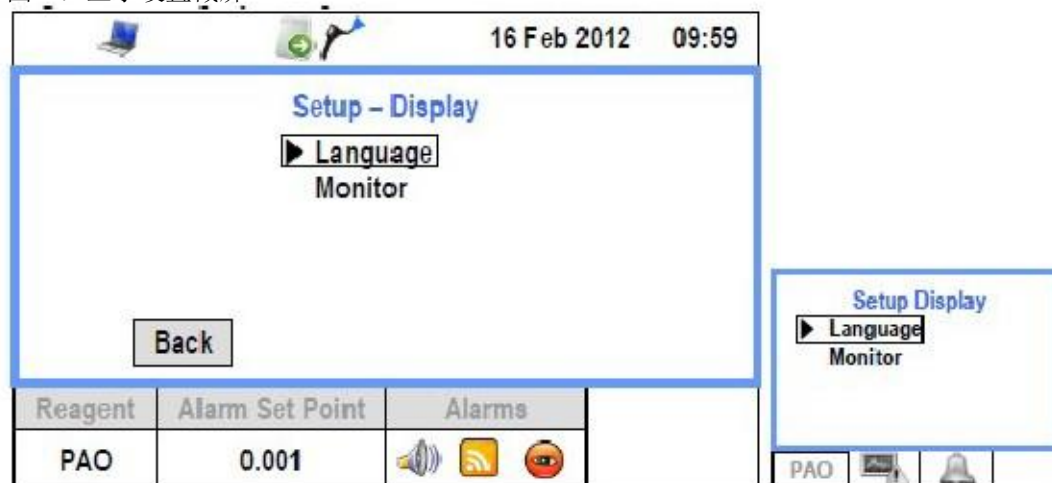 16 Feb 2012 09:59
Setup – Display
Language
Monitor
Back
Reagent Alarm Set Point Alarms
PAO 0.001
Setup Display
Language
Monitor
PAO